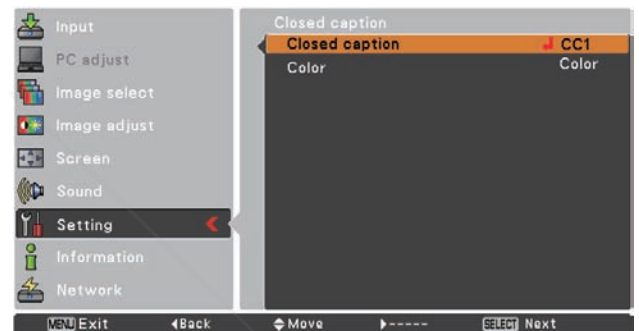 Input
PC adjust
Image select
Image adjust
Screen
Sound
Setting
Information
Network
Closed caption
Closed caption CC1
Color Color
MENU Exit Back Move ----- SELECT Next